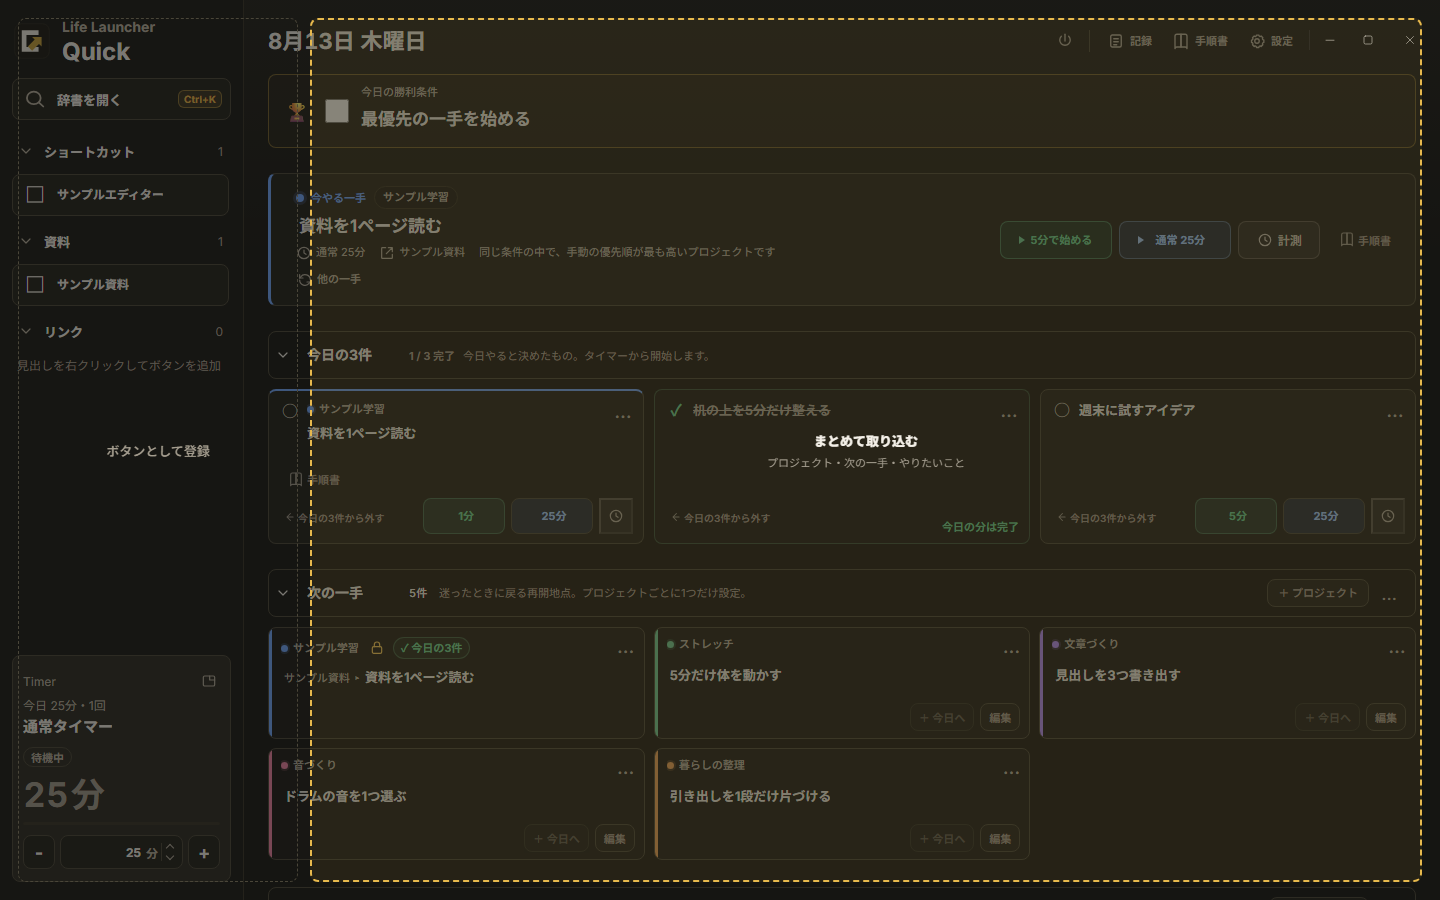 Life Launcher
Quick
辞書を開く Ctrl+K
ショートカット 1
サンプルエディター
資料 1
サンプル資料
リンク 0
見出しを右クリックしてボタンを追加
ボタンとして登録
Timer
今日 25分・1回
通常タイマー
待機中
25分
- 25 分 +
8月13日 木曜日
記録 手順書 設定
今日の勝利条件
最優先の一手を始める
今やる一手 サンプル学習
資料を1ページ読む
通常 25分 サンプル資料 同じ条件の中で、手動の優先順が最も高いプロジェクトです
他の一手
5分で始める 通常 25分 計測 手順書
今日の3件 1 / 3 完了 今日やると決めたもの。タイマーから開始します。
サンプル学習 …
資料を1ページ読む
手順書
← 今日の3件から外す 1分 25分
✓ 机の上を5分だけ整える …
まとめて取り込む
プロジェクト・次の一手・やりたいこと
← 今日の3件から外す 今日の分は完了
週末に試すアイデア …
← 今日の3件から外す 5分 25分
次の一手 5件 迷ったときに戻る再開地点。プロジェクトごとに1つだけ設定。 + プロジェクト …
サンプル学習 ✓ 今日の3件 …
サンプル資料 ▸ 資料を1ページ読む
ストレッチ …
5分だけ体を動かす
+ 今日へ 編集
文章づくり …
見出しを3つ書き出す
+ 今日へ 編集
音づくり …
ドラムの音を1つ選ぶ
+ 今日へ 編集
暮らしの整理 …
引き出しを1段だけ片づける
+ 今日へ 編集